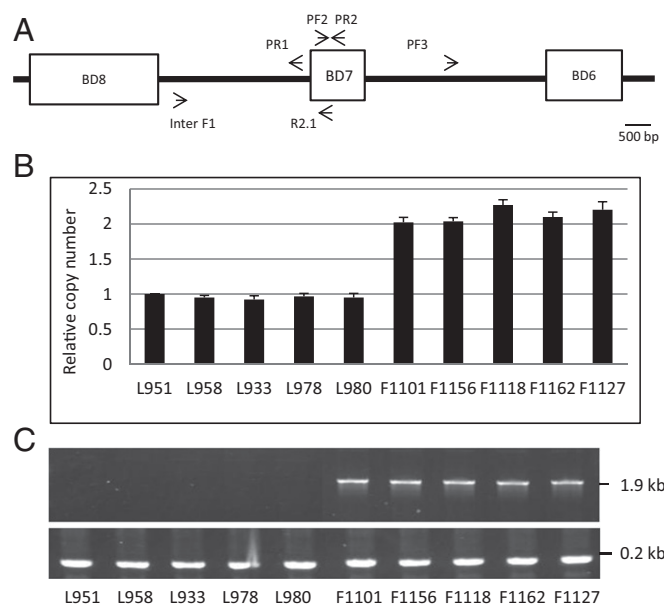 A
PF2 PR2
PR1
PF3
BD8
BD7
BD6
Inter F1
R2.1
500 bp
B
Relative copy number
2.5
2
1.5
1
0.5
0
L951 L958 L933 L978 L980 F1101 F1156 F1118 F1162 F1127
C
1.9 kb
0.2 kb
L951 L958 L933 L978 L980 F1101 F1156 F1118 F1162 F1127